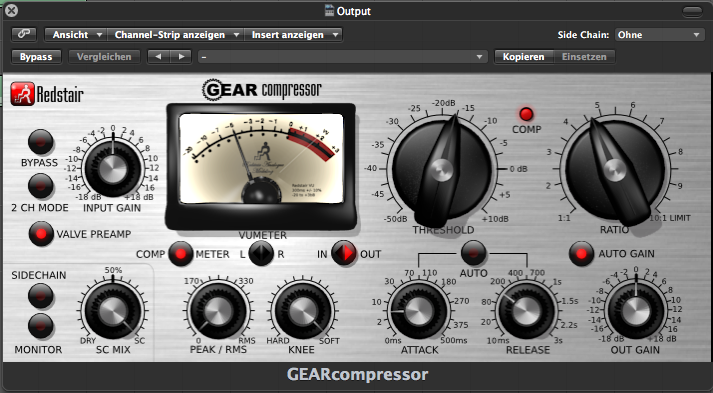 Output
Ansicht
Channel-Strip anzeigen
Insert anzeigen
Side Chain: Ohne
Bypass
Vergleichen
–
Kopieren
Einsetzen
Redstair
GEAR compressor
BYPASS
2 CH MODE
VALVE PREAMP
-18 dB -16 -14 -12 -10 -8 -6 -4 -2 0 2 4 6 8 10 12 14 16 +18 dB
INPUT GAIN
-20 -10 -7 -5 -3 -2 -1 0 +1 +2 +3
VU
Redstair VU
VUMETER
COMP METER
L R
IN OUT
-50dB -45 -40 -35 -30 -25 -20dB -15 -10 -5 0 dB +5 +10dB
THRESHOLD
COMP
1:1 2 3 4 5 6 7 8 9 10:1 LIMIT
RATIO
AUTO
AUTO GAIN
SIDECHAIN
MONITOR
50%
DRY SC
SC MIX
170 330
0 RMS
PEAK / RMS
HARD SOFT
KNEE
0ms 2 10 30 70 110 180 270 375 500ms
ATTACK
10ms 20 80 200 400 700 1s 1.5s 2.2s 3s
RELEASE
-18 dB -16 -14 -12 -10 -8 -6 -4 -2 0 2 4 6 8 10 12 14 16 +18 dB
OUT GAIN
GEARcompressor